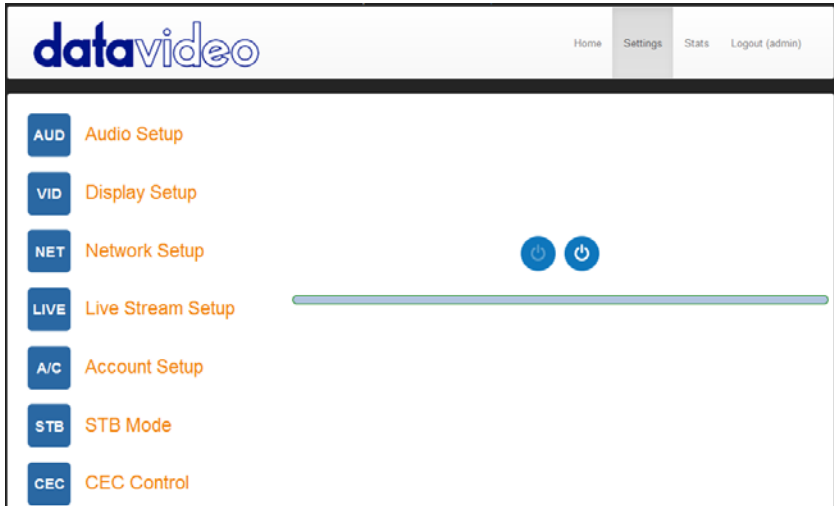 datavideo
Home Settings Stats Logout (admin)
AUD Audio Setup
VID Display Setup
NET Network Setup
LIVE Live Stream Setup
A/C Account Setup
STB STB Mode
CEC CEC Control